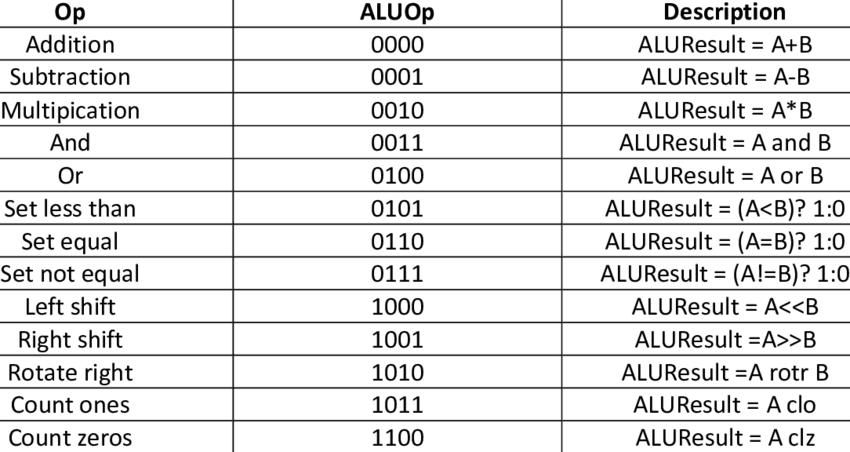 Op ALUOp Description
Addition 0000 ALUResult = A+B
Subtraction 0001 ALUResult = A-B
Multipication 0010 ALUResult = A*B
And 0011 ALUResult = A and B
Or 0100 ALUResult = A or B
Set less than 0101 ALUResult = (A<B)? 1:0
Set equal 0110 ALUResult = (A=B)? 1:0
Set not equal 0111 ALUResult = (A!=B)? 1:0
Left shift 1000 ALUResult = A<<B
Right shift 1001 ALUResult =A>>B
Rotate right 1010 ALUResult =A rotr B
Count ones 1011 ALUResult = A clo
Count zeros 1100 ALUResult = A clz